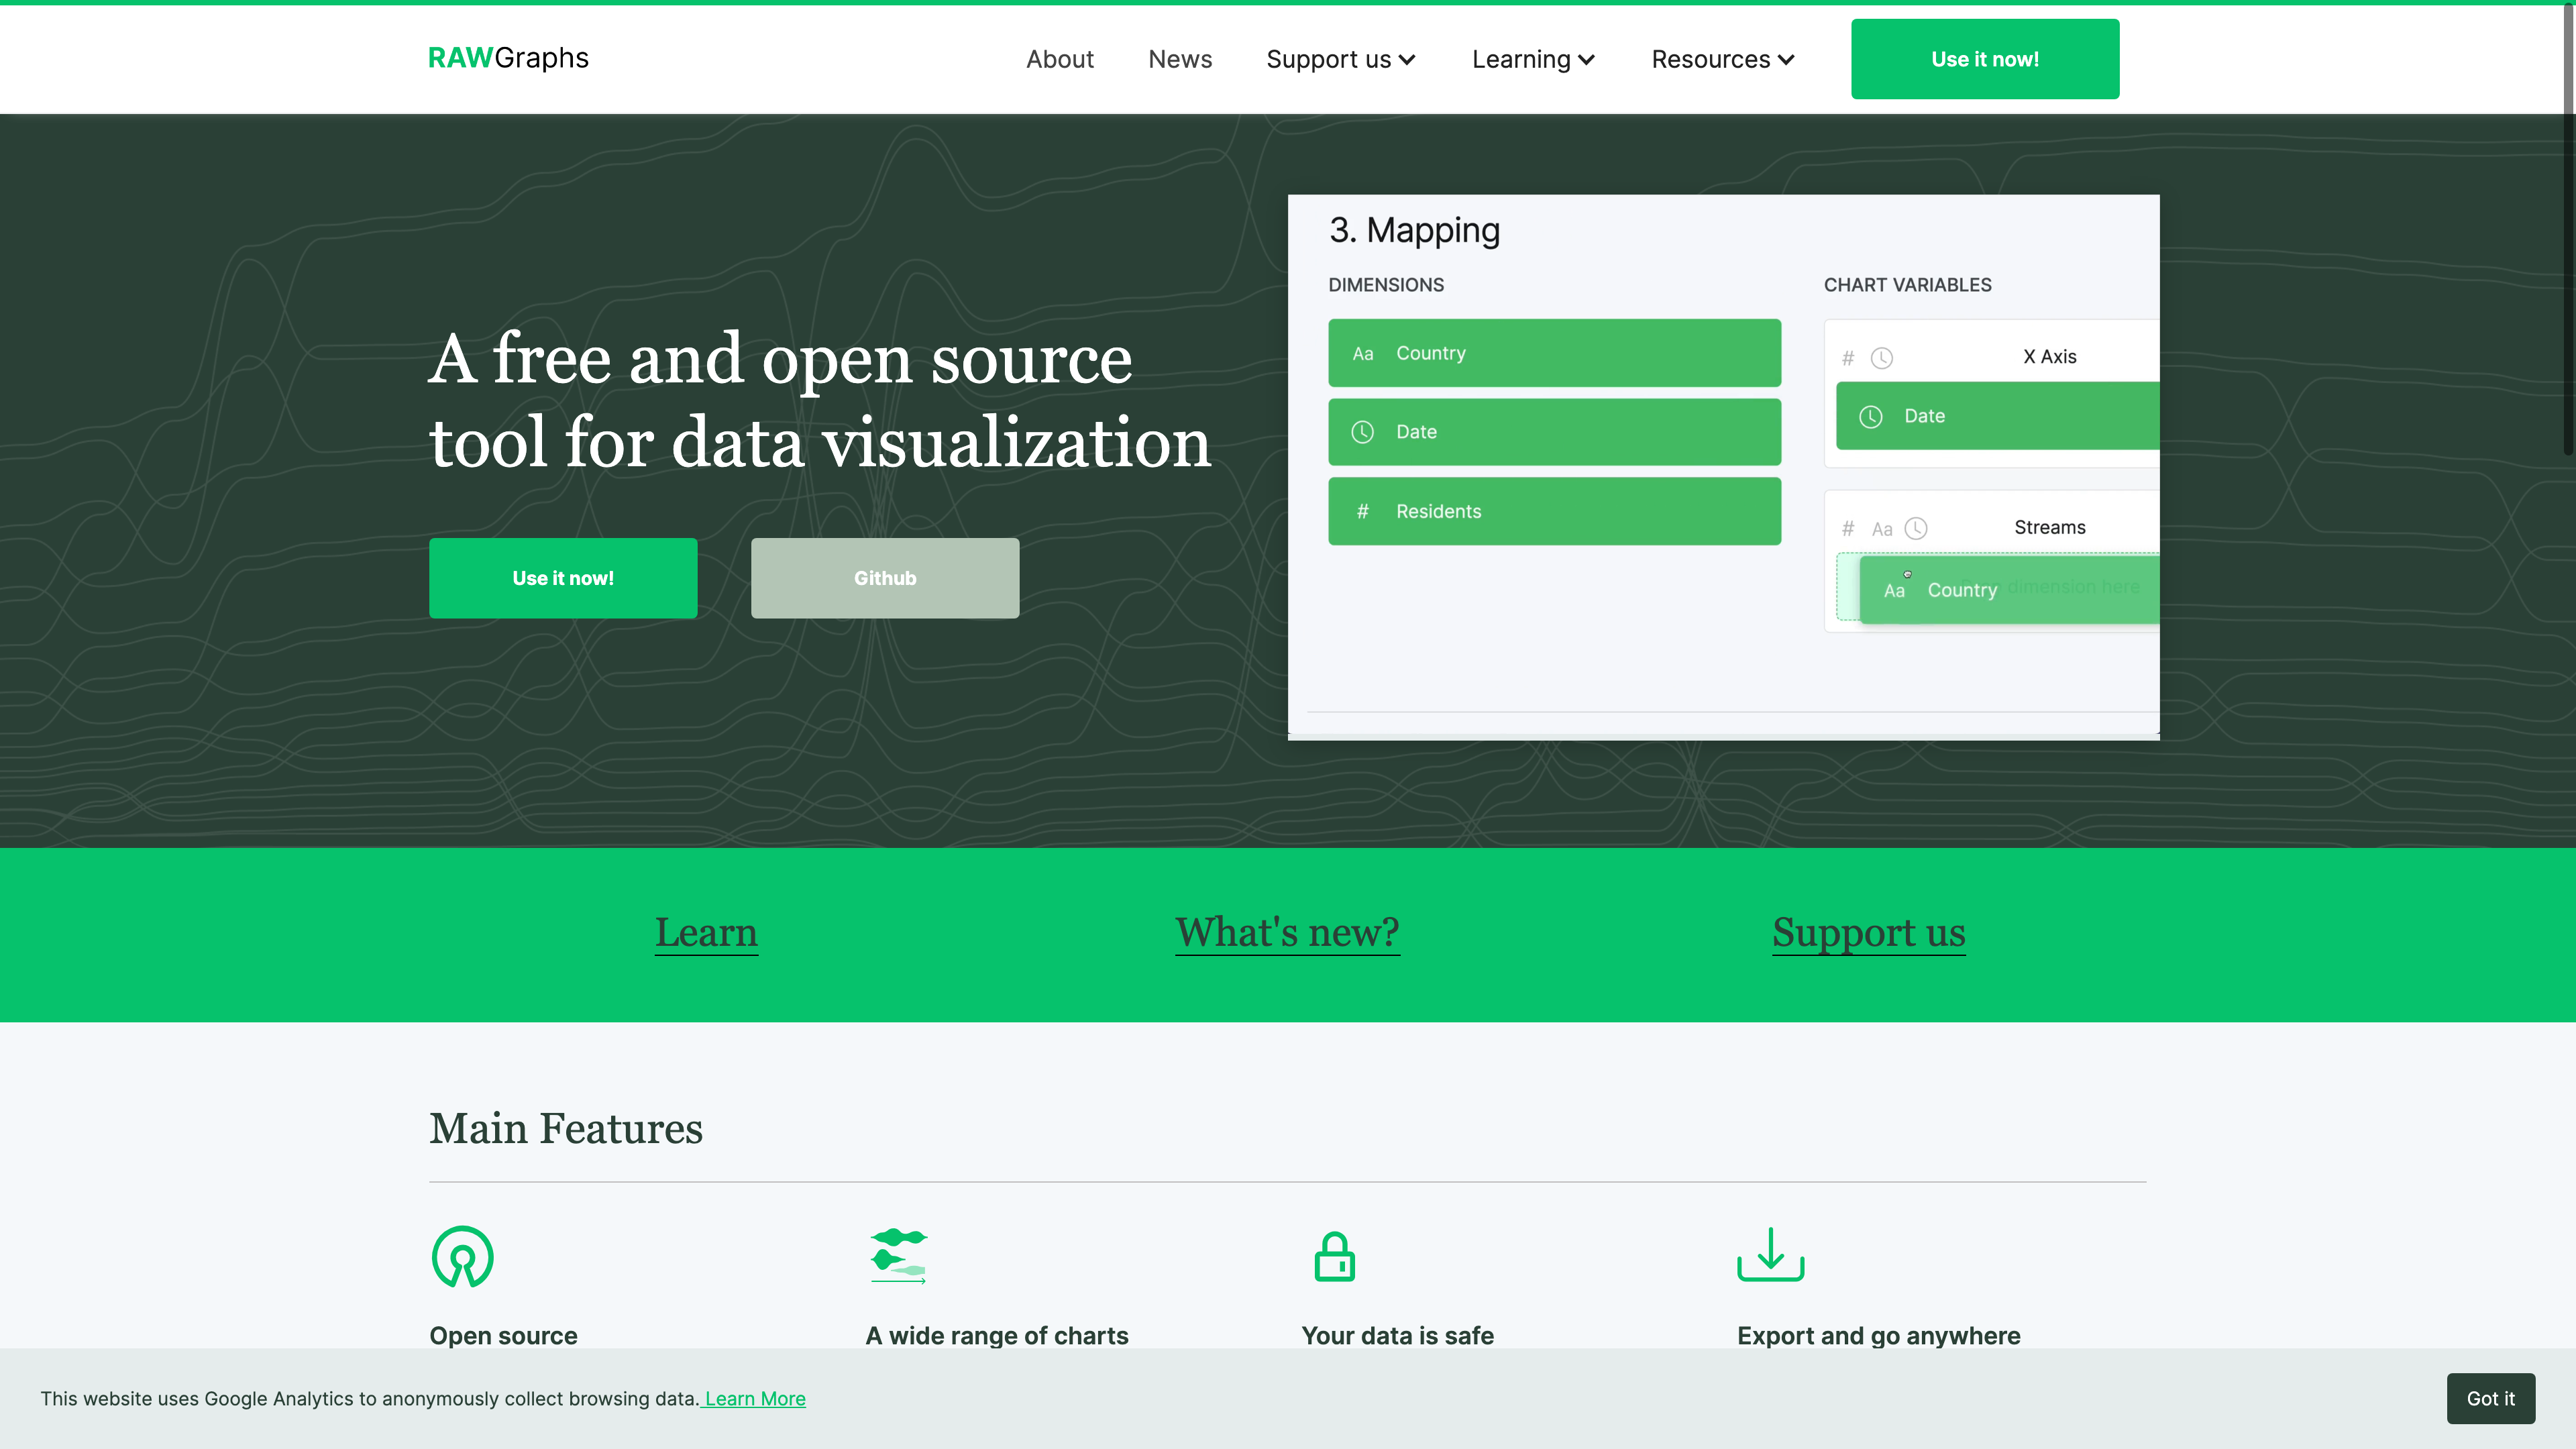 RAWGraphs
About
News
Support us
Learning
Resources
Use it now!
A free and open source
tool for data visualization
Use it now!
Github
3. Mapping
DIMENSIONS
Aa Country
Date
# Residents
CHART VARIABLES
# X Axis
Date
# Aa Streams
Aa Country dimension here
Learn
What's new?
Support us
Main Features
Open source
A wide range of charts
Your data is safe
Export and go anywhere
This website uses Google Analytics to anonymously collect browsing data. Learn More
Got it